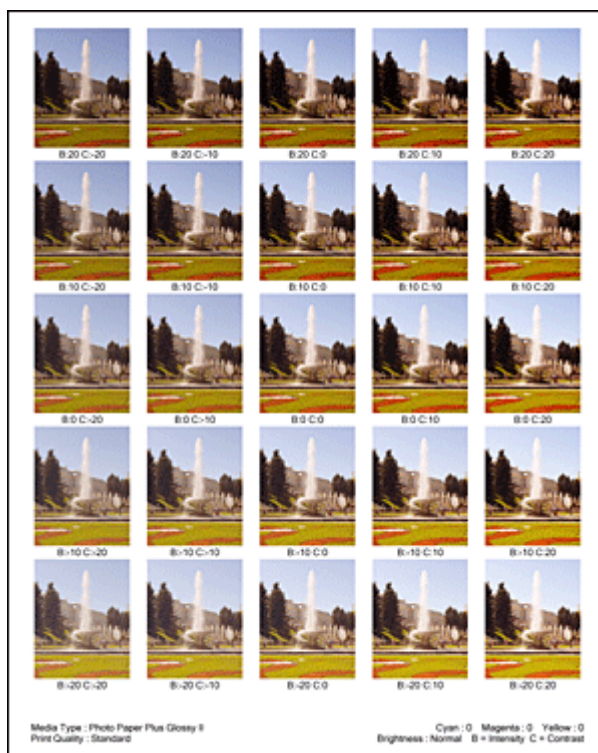 B:20 C:-20 B:20 C:-10 B:20 C:0 B:20 C:10 B:20 C:20
B:10 C:-20 B:10 C:-10 B:10 C:0 B:10 C:10 B:10 C:20
B:0 C:-20 B:0 C:-10 B:0 C:0 B:0 C:10 B:0 C:20
B:-10 C:-20 B:-10 C:-10 B:-10 C:0 B:-10 C:10 B:-10 C:20
B:-20 C:-20 B:-20 C:-10 B:-20 C:0 B:-20 C:10 B:-20 C:20
Media Type : Photo Paper Plus Glossy II Cyan : 0 Magenta : 0 Yellow : 0
Print Quality : Standard Brightness : Normal B = Intensity C = Contrast